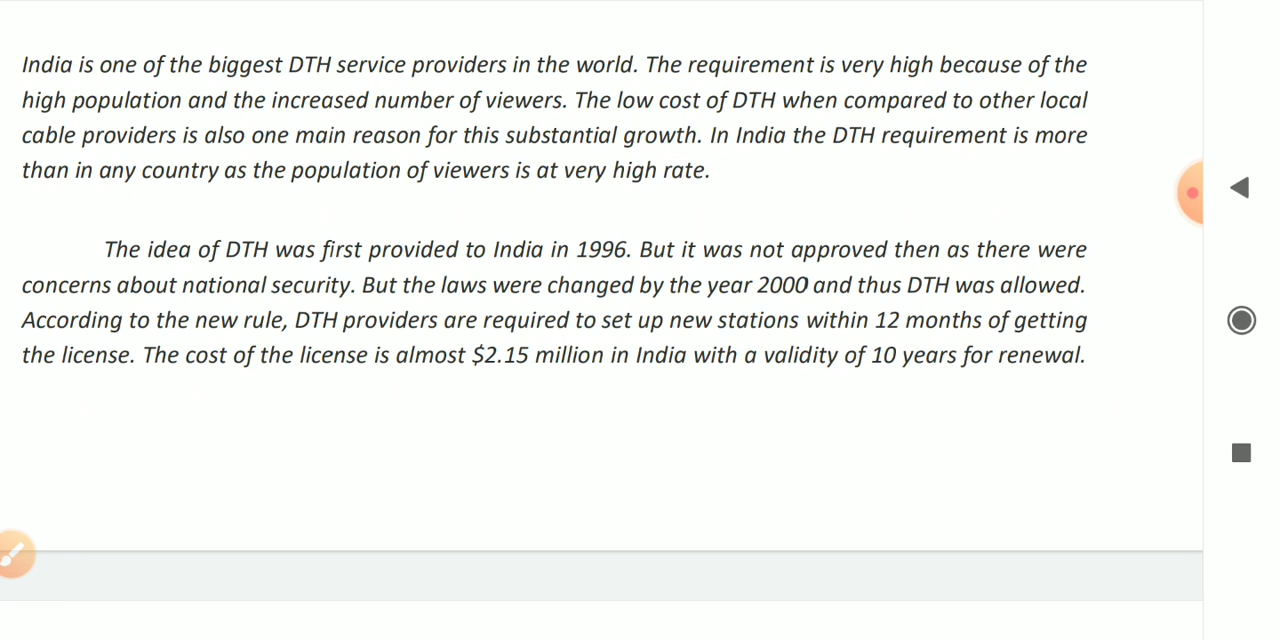 India is one of the biggest DTH service providers in the world. The requirement is very high because of the
high population and the increased number of viewers. The low cost of DTH when compared to other local
cable providers is also one main reason for this substantial growth. In India the DTH requirement is more
than in any country as the population of viewers is at very high rate.
The idea of DTH was first provided to India in 1996. But it was not approved then as there were
concerns about national security. But the laws were changed by the year 2000 and thus DTH was allowed.
According to the new rule, DTH providers are required to set up new stations within 12 months of getting
the license. The cost of the license is almost $2.15 million in India with a validity of 10 years for renewal.